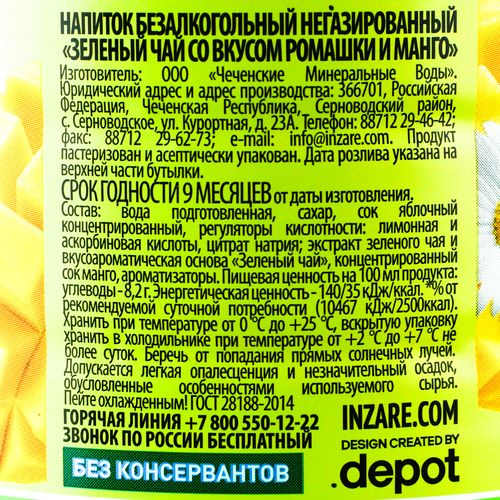 НАПИТОК БЕЗАЛКОГОЛЬНЫЙ НЕГАЗИРОВАННЫЙ
«ЗЕЛЕНЫЙ ЧАЙ СО ВКУСОМ РОМАШКИ И МАНГО»
Изготовитель: ООО «Чеченские Минеральные Воды».
Юридический адрес и адрес производства: 366701, Российская
Федерация, Чеченская Республика, Серноводский район,
с. Серноводское, ул. Курортная, д. 23А. Телефон: 88712 29-46-42;
факс: 88712 29-62-73; e-mail: info@inzare.com. Продукт
пастеризован и асептически упакован. Дата розлива указана на
верхней части бутылки.
СРОК ГОДНОСТИ 9 МЕСЯЦЕВ от даты изготовления.
Состав: вода подготовленная, сахар, сок яблочный
концентрированный, регуляторы кислотности: лимонная и
аскорбиновая кислоты, цитрат натрия; экстракт зеленого чая и
вкусоароматическая основа «Зеленый чай», концентрированный
сок манго, ароматизаторы. Пищевая ценность на 100 мл продукта:
углеводы - 8,2 г. Энергетическая ценность - 140/35 кДж/ккал. *% от
рекомендуемой суточной потребности (10467 кДж/2500ккал).
Хранить при температуре от 0 °С до +25 °С, вскрытую упаковку
хранить в холодильнике при температуре от +2 °С до +7 °С не
более суток. Беречь от попадания прямых солнечных лучей.
Допускается легкая опалесценция и незначительный осадок,
обусловленные особенностями используемого сырья.
Пейте охлажденным! ГОСТ 28188-2014
ГОРЯЧАЯ ЛИНИЯ +7 800 550-12-22
ЗВОНОК ПО РОССИИ БЕСПЛАТНЫЙ
БЕЗ КОНСЕРВАНТОВ
INZARE.COM
DESIGN CREATED BY
.depot